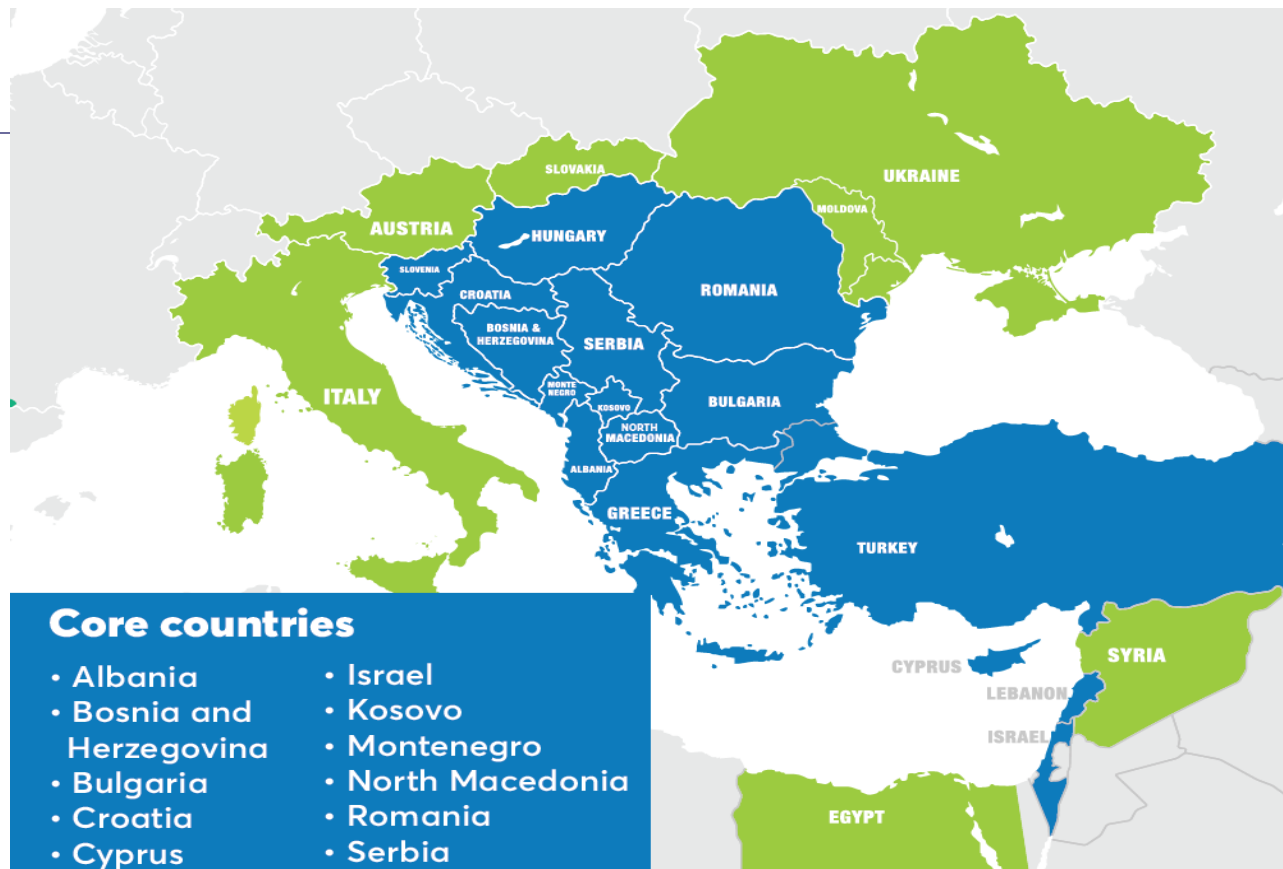 SLOVAKIA
UKRAINE
MOLDOVA
AUSTRIA
HUNGARY
SLOVENIA
ROMANIA
CROATIA
BOSNIA &
HERZEGOVINA
SERBIA
ITALY
MONTE
NEGRO
KOSOVO
BULGARIA
NORTH
MACEDONIA
ALBANIA
GREECE
TURKEY
CYPRUS
SYRIA
LEBANON
ISRAEL
EGYPT
Core countries
• Albania
• Bosnia and
Herzegovina
• Bulgaria
• Croatia
• Cyprus
• Israel
• Kosovo
• Montenegro
• North Macedonia
• Romania
• Serbia